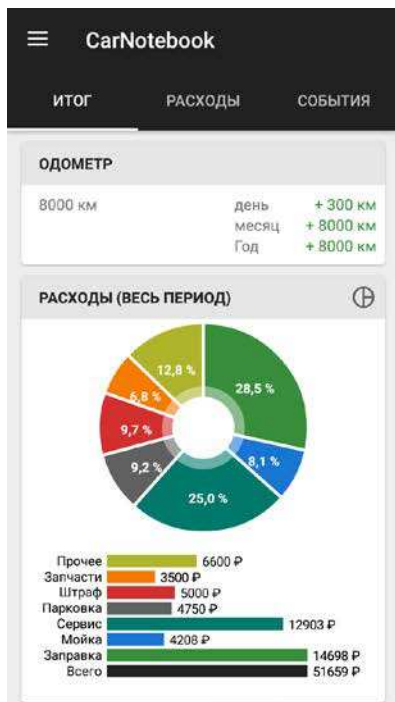 CarNotebook
ИТОГ РАСХОДЫ СОБЫТИЯ
ОДОМЕТР
8000 км день + 300 км
месяц + 8000 км
Год + 8000 км
РАСХОДЫ (ВЕСЬ ПЕРИОД)
12,8 %
28,5 %
6,8 %
9,7 %
8,1 %
9,2 %
25,0 %
Прочее 6600 ₽
Запчасти 3500 ₽
Штраф 5000 ₽
Парковка 4750 ₽
Сервис 12903 ₽
Мойка 4208 ₽
Заправка 14698 ₽
Всего 51659 ₽